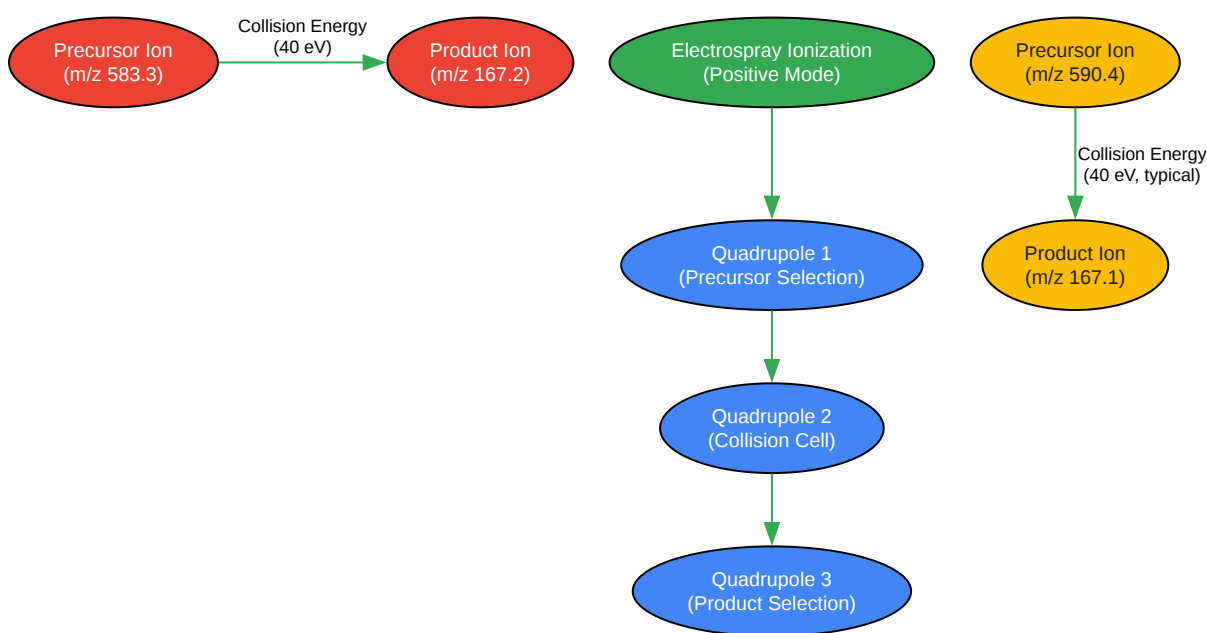 Precursor Ion
(m/z 583.3)
Collision Energy
(40 eV)
Product Ion
(m/z 167.2)
Electrospray Ionization
(Positive Mode)
Quadrupole 1
(Precursor Selection)
Quadrupole 2
(Collision Cell)
Quadrupole 3
(Product Selection)
Precursor Ion
(m/z 590.4)
Collision Energy
(40 eV, typical)
Product Ion
(m/z 167.1)